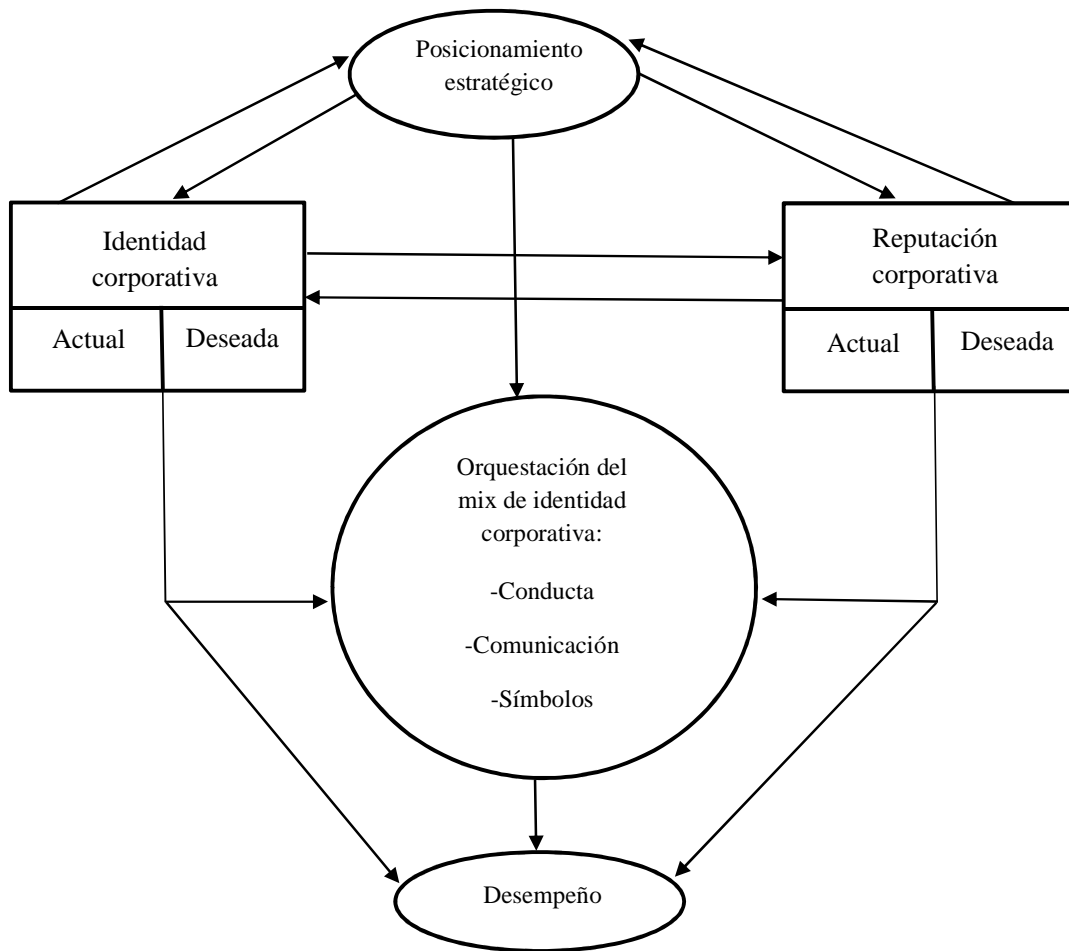 Posicionamiento
estratégico
Identidad
corporativa
Actual
Deseada
Reputación
corporativa
Actual
Deseada
Orquestación del
mix de identidad
corporativa:
-Conducta
-Comunicación
-Símbolos
Desempeño